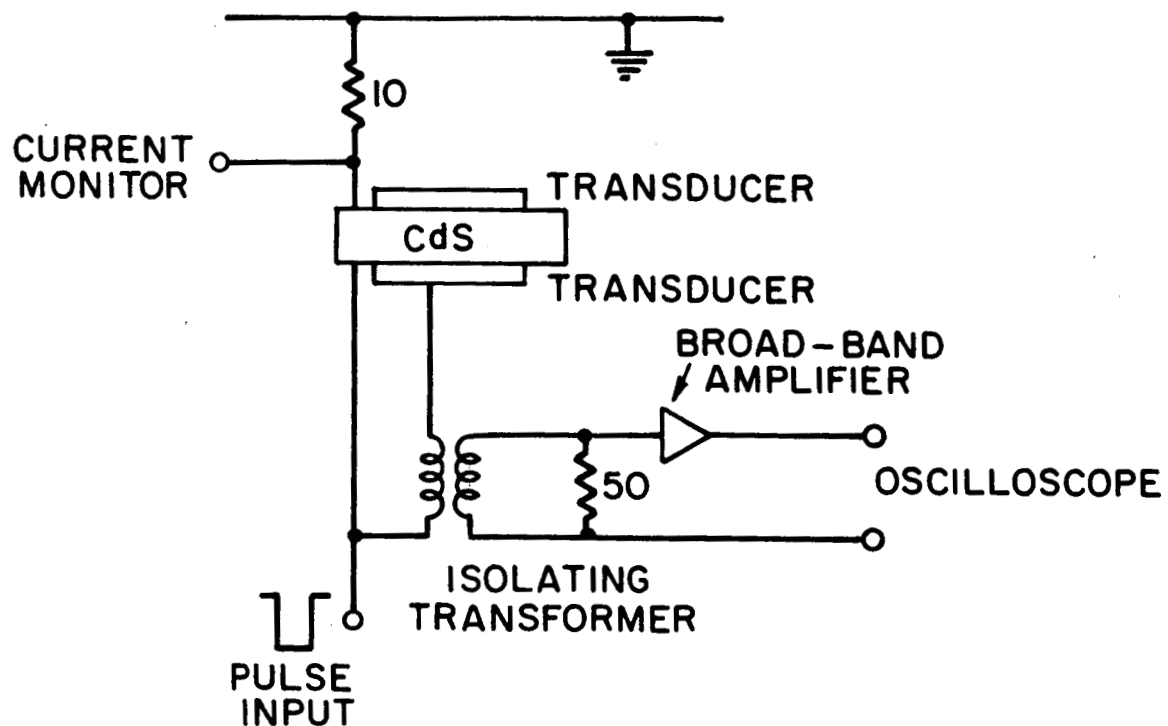 10
CURRENT
MONITOR
TRANSDUCER
CdS
TRANSDUCER
BROAD-BAND
AMPLIFIER
50
OSCILLOSCOPE
ISOLATING
TRANSFORMER
PULSE
INPUT